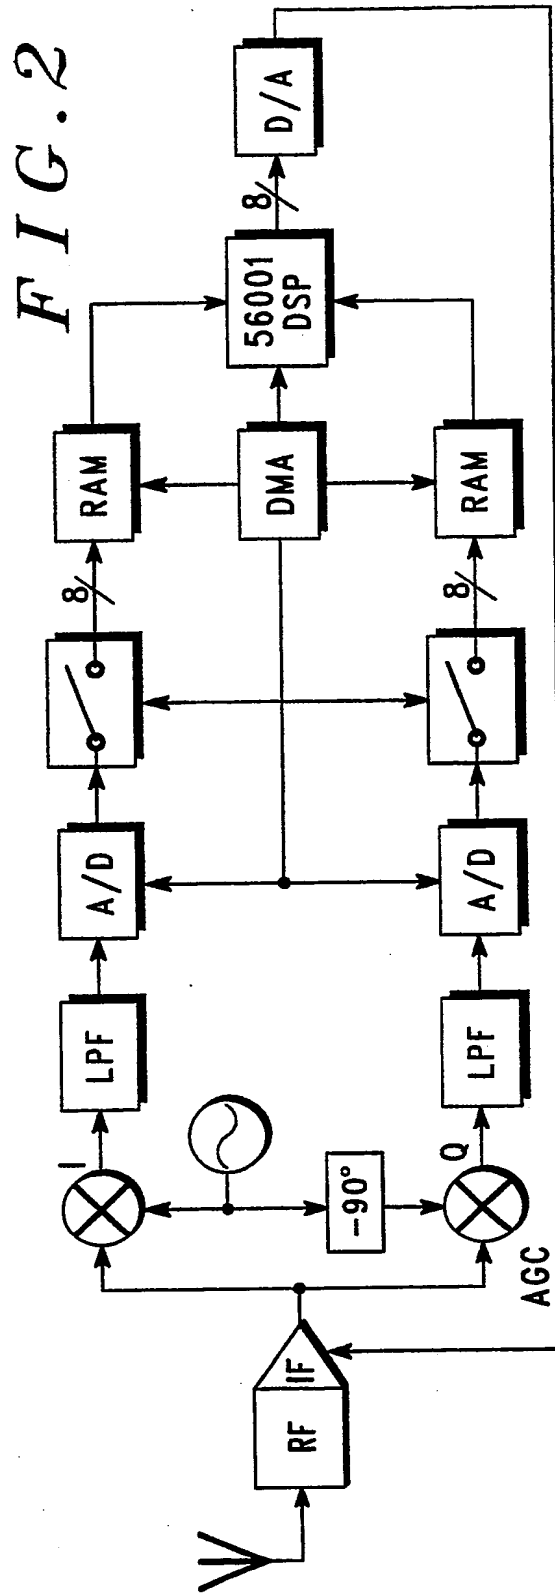 FIG.2
RF
IF
AGC
I
Q
-90°
LPF
LPF
A/D
A/D
8
8
RAM
RAM
DMA
56001
DSP
8
D/A